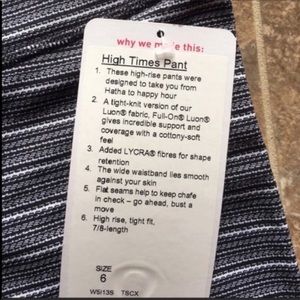 why we made this:
High Times Pant
1. These high-rise pants were
designed to take you from
Hatha to happy hour
2. A tight-knit version of our
Luon® fabric, Full-On® Luon®
gives incredible support and
coverage with a cottony-soft
feel
3. Added LYCRA® fibres for shape
retention
4. The wide waistband lies smooth
against your skin
5. Flat seams help to keep chafe
in check – go ahead, bust a
move
6. High rise, tight fit,
7/8-length
SIZE
6
W5I13S TSCX